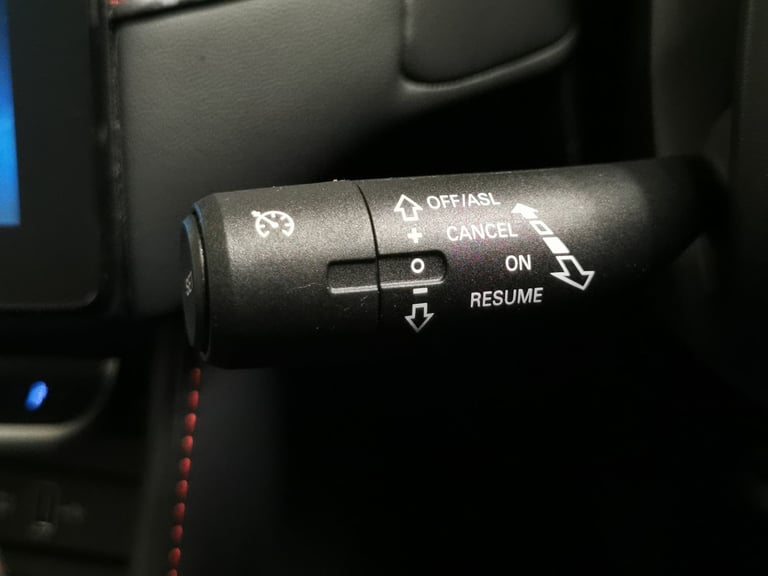 OFF/ASL
+ CANCEL
O ON
- RESUME